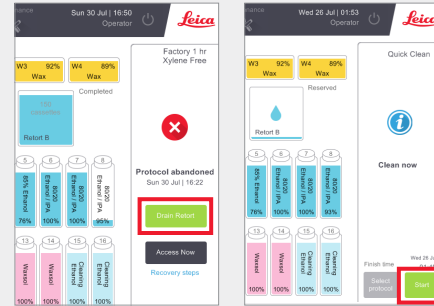 Sun 30 Jul | 16:50
Operator
Leica
Factory 1 hr
Xylene Free
W3 92%
Wax
W4 89%
Wax
Completed
Retort B
Protocol abandoned
Sun 30 Jul | 16:22
5
6
7
8
85% Ethanol
80/20
Ethanol / IPA
80/20
Ethanol / IPA
80/20
Ethanol / IPA
76%
100%
100%
95%
Drain Retort
Access Now
Recovery steps
13
14
15
16
Waxsol
Waxsol
Cleaning
Ethanol
Cleaning
Ethanol
100%
100%
100%
100%
Wed 26 Jul | 01:53
Operator
Leica
Quick Clean
W3 92%
Wax
W4 89%
Wax
Reserved
Retort B
Clean now
5
6
7
8
85% Ethanol
80/20
Ethanol / IPA
80/20
Ethanol / IPA
80/20
Ethanol / IPA
76%
100%
100%
93%
13
14
15
16
Waxsol
Waxsol
Cleaning
Ethanol
Cleaning
Ethanol
100%
100%
100%
100%
Finish time
Wed 26
Select
protocol
Start